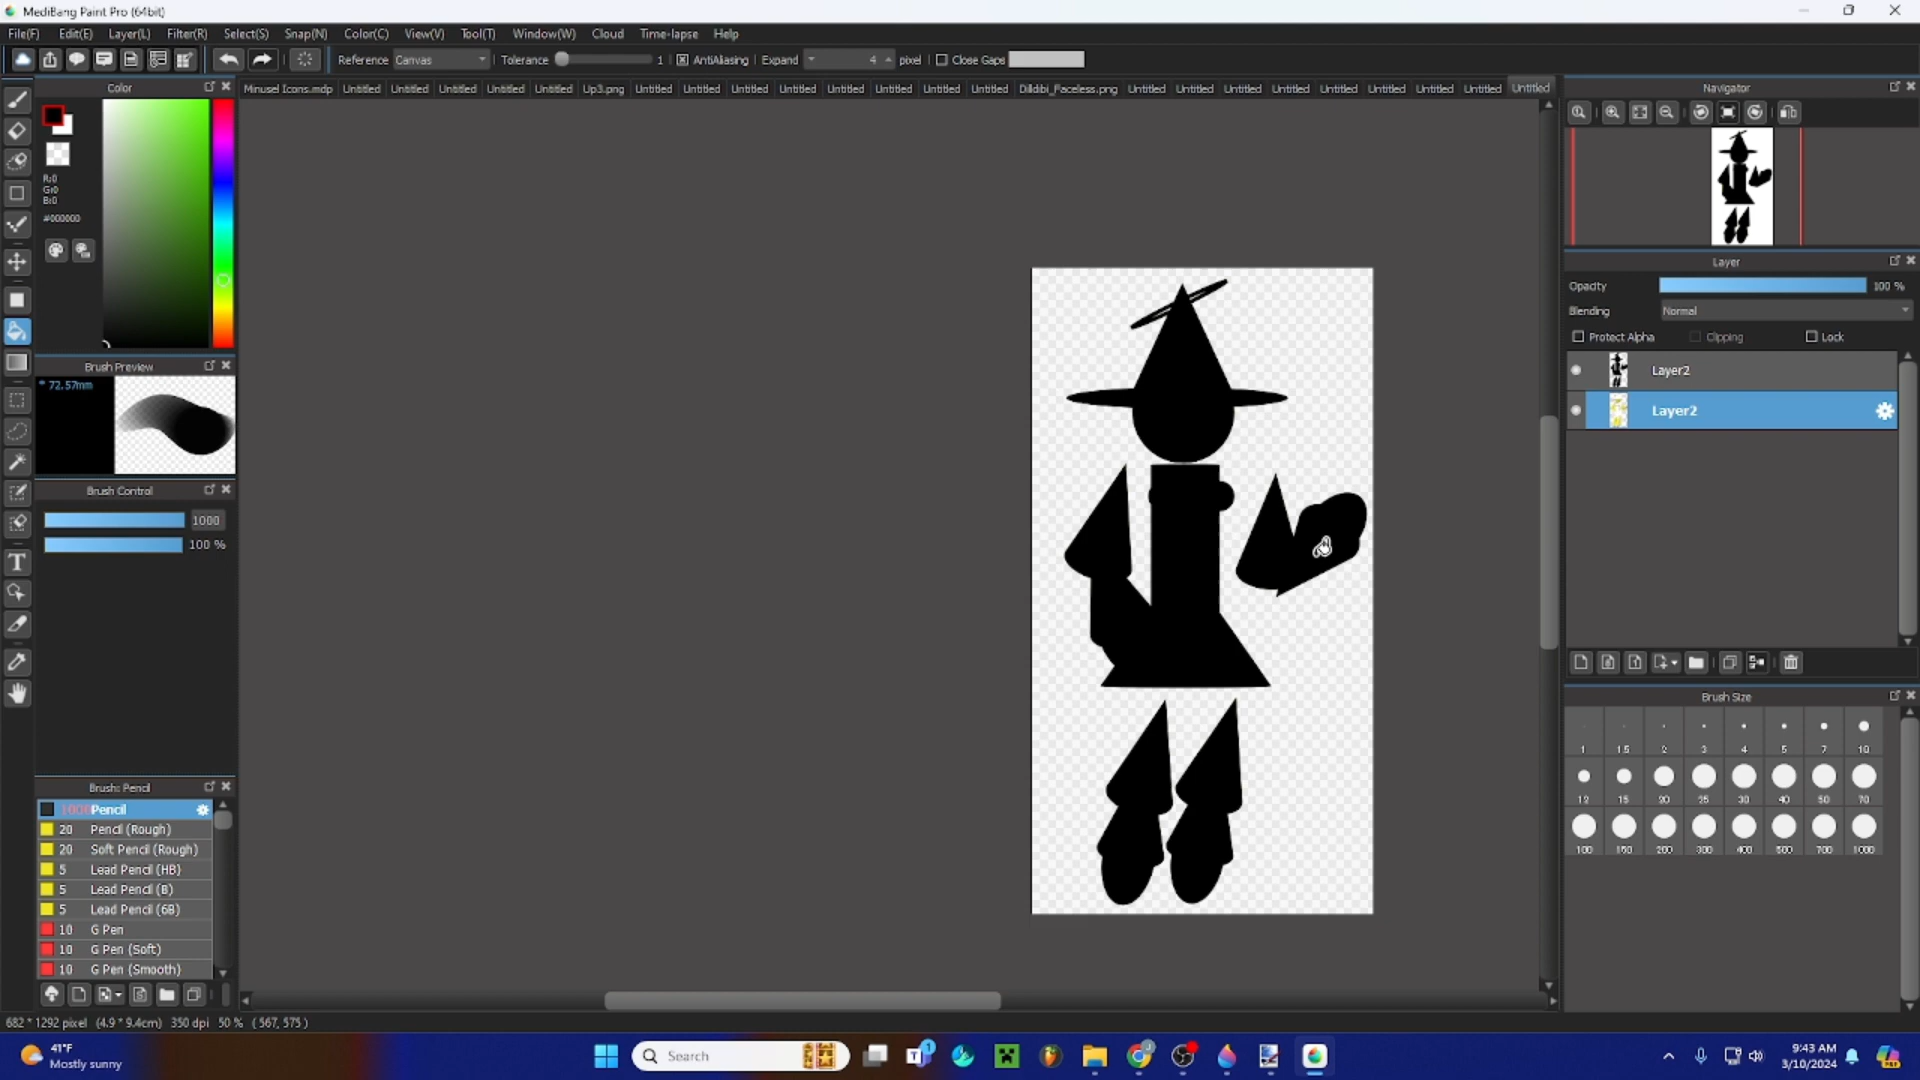 MediBang Paint Pro (64bit)
File(F) Edit(E) Layer(L) Filter(R) Select(S) Snap(N) Color(C) View(V) Tool(T) Window(W) Cloud Time-lapse Help
Reference Canvas Tolerance 1 AntiAliasing Expand 4 pixel Close Gaps
Color
Minusel Icons.mdp Untitled Untitled Untitled Untitled Untitled Up3.png Untitled Untitled Untitled Untitled Untitled Untitled Untitled Untitled Dilldibi_Faceless.png Untitled Untitled Untitled Untitled Untitled Untitled Untitled Untitled Untitled
Navigator
R:0
G:0
B:0
#000000
Layer
Opacity 100 %
Blending Normal
Protect Alpha Clipping Lock
Layer2
Layer2
Brush Preview
* 72.57mm
Brush Control
1000
100 %
Brush Size
1 1.5 2 3 4 5 7 10
12 15 20 25 30 40 50 70
100 150 200 300 400 500 700 1000
Brush: Pencil
1000 Pencil
20 Pencil (Rough)
20 Soft Pencil (Rough)
5 Lead Pencil (HB)
5 Lead Pencil (B)
5 Lead Pencil (6B)
10 G Pen
10 G Pen (Soft)
10 G Pen (Smooth)
682 * 1292 pixel (4.9 * 9.4cm) 350 dpi 50 % ( 567, 575 )
41°F
Mostly sunny
Search
1
9:43 AM
3/10/2024